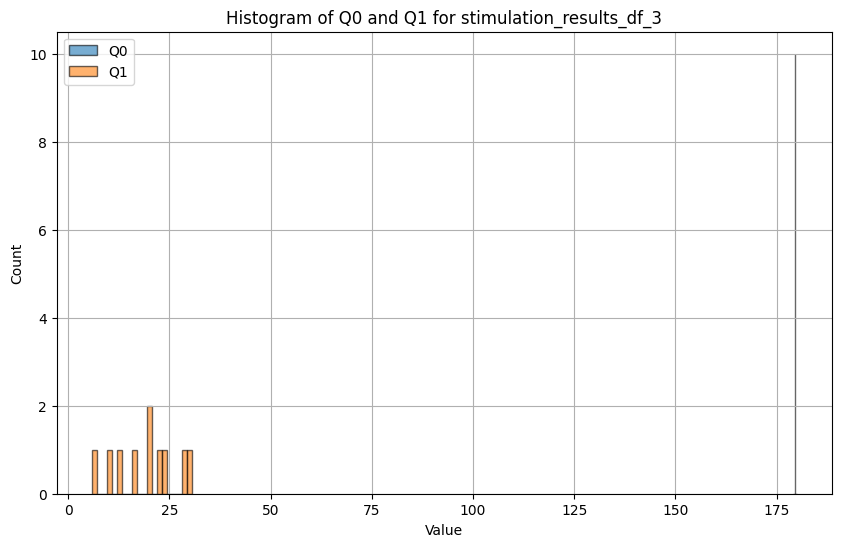 Histogram of Q0 and Q1 for stimulation_results_df_3
Q0
Q1
Count
10
8
6
4
2
0
0 25 50 75 100 125 150 175
Value